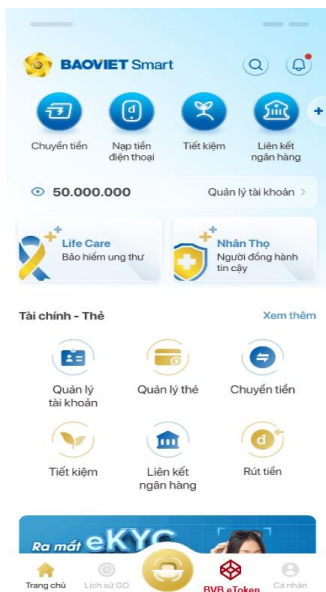 BAOVIET Smart
Chuyển tiền
Nạp tiền
điện thoại
Tiết kiệm
Liên kết
ngân hàng
50.000.000
Quản lý tài khoản
Life Care
Bảo hiểm ung thư
Nhân Thọ
Người đồng hành
tin cậy
Tài chính - Thẻ
Xem thêm
Quản lý
tài khoản
Quản lý thẻ
Chuyển tiền
Tiết kiệm
Liên kết
ngân hàng
Rút tiền
Ra mắt eKYC
Trang chủ
Lịch sử GD
BVB eToken
Cá nhân